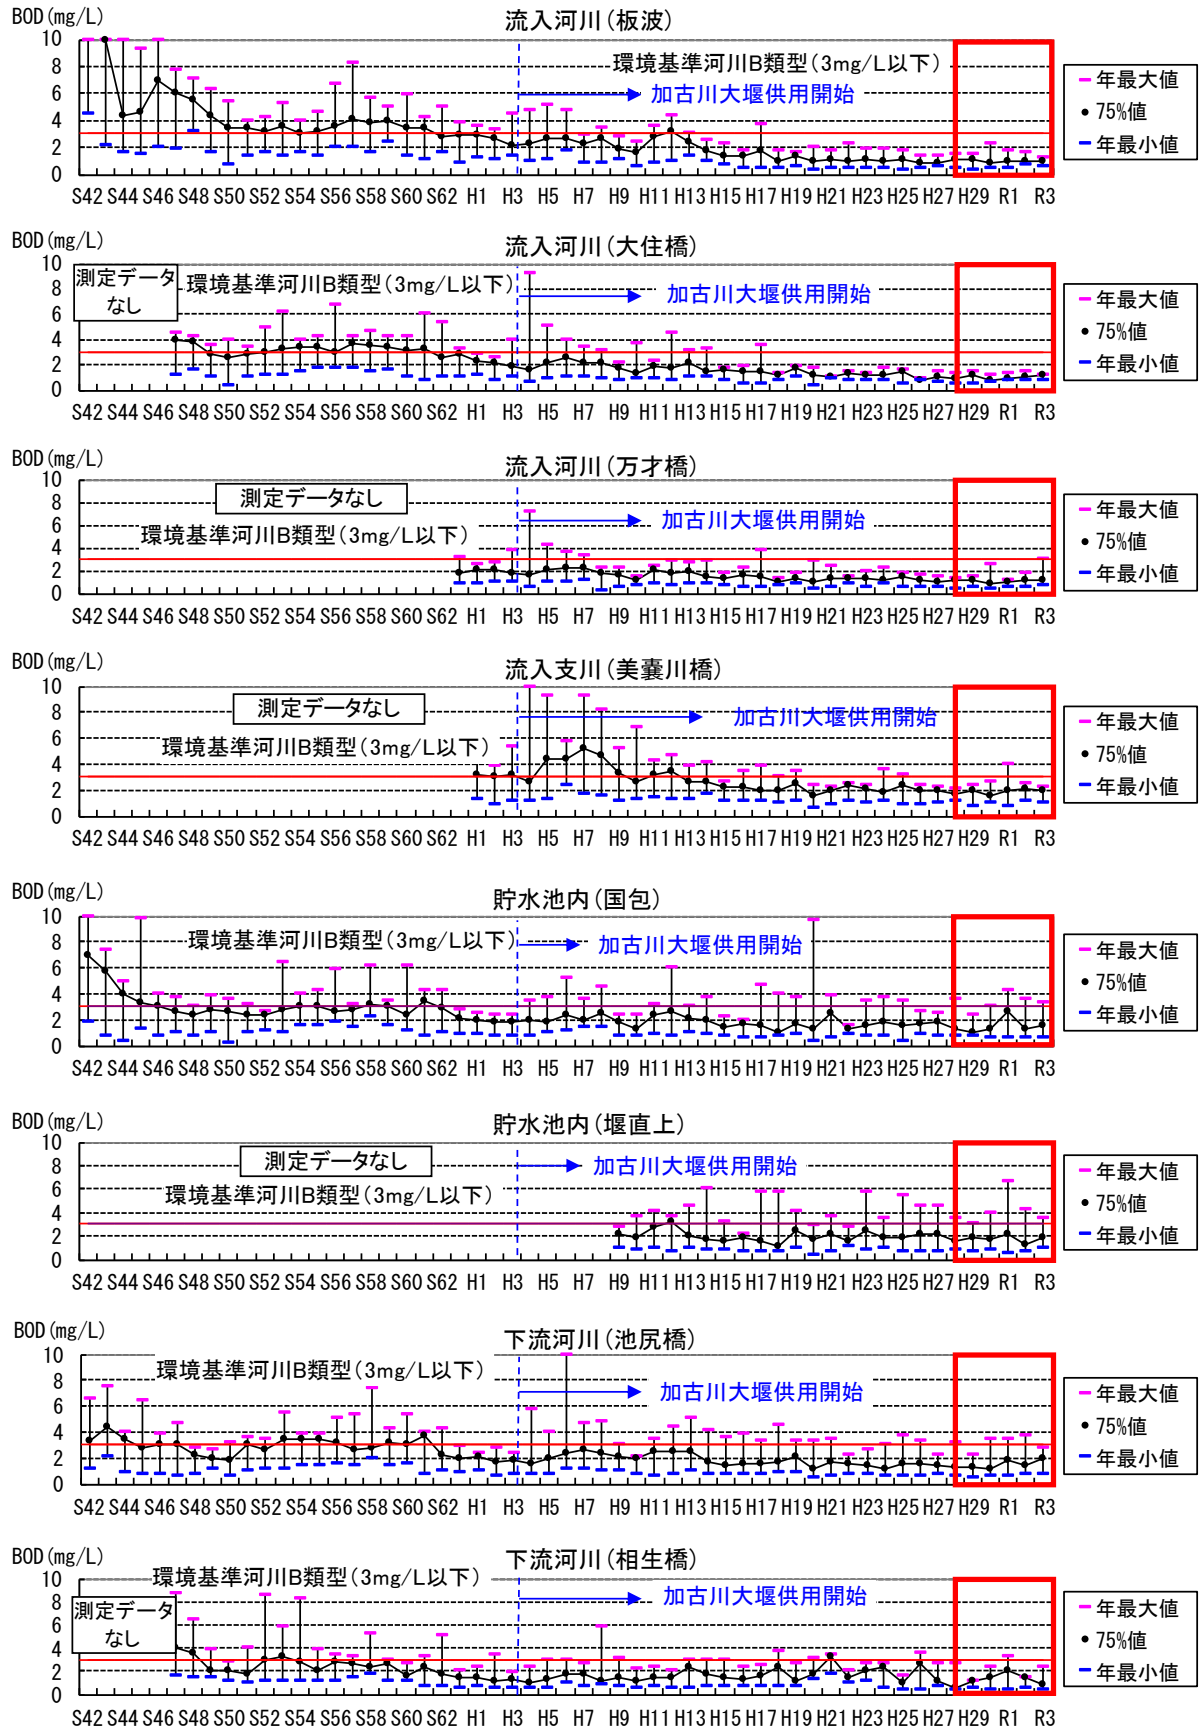 BOD(mg/L)
流入河川(板波)
10
8
6
4
2
0
環境基準河川B類型(3mg/L以下)
加古川大堰供用開始
年最大値
75%値
年最小値
S42 S44 S46 S48 S50 S52 S54 S56 S58 S60 S62 H1 H3 H5 H7 H9 H11 H13 H15 H17 H19 H21 H23 H25 H27 H29 R1 R3
BOD(mg/L)
流入河川(大住橋)
10
8
6
4
2
0
測定データ
なし
環境基準河川B類型(3mg/L以下)
加古川大堰供用開始
年最大値
75%値
年最小値
S42 S44 S46 S48 S50 S52 S54 S56 S58 S60 S62 H1 H3 H5 H7 H9 H11 H13 H15 H17 H19 H21 H23 H25 H27 H29 R1 R3
BOD(mg/L)
流入河川(万才橋)
10
8
6
4
2
0
測定データなし
環境基準河川B類型(3mg/L以下)
加古川大堰供用開始
年最大値
75%値
年最小値
S42 S44 S46 S48 S50 S52 S54 S56 S58 S60 S62 H1 H3 H5 H7 H9 H11 H13 H15 H17 H19 H21 H23 H25 H27 H29 R1 R3
BOD(mg/L)
流入支川(美嚢川橋)
10
8
6
4
2
0
測定データなし
環境基準河川B類型(3mg/L以下)
加古川大堰供用開始
年最大値
75%値
年最小値
S42 S44 S46 S48 S50 S52 S54 S56 S58 S60 S62 H1 H3 H5 H7 H9 H11 H13 H15 H17 H19 H21 H23 H25 H27 H29 R1 R3
BOD(mg/L)
貯水池内(国包)
10
8
6
4
2
0
環境基準河川B類型(3mg/L以下)
加古川大堰供用開始
年最大値
75%値
年最小値
S42 S44 S46 S48 S50 S52 S54 S56 S58 S60 S62 H1 H3 H5 H7 H9 H11 H13 H15 H17 H19 H21 H23 H25 H27 H29 R1 R3
BOD(mg/L)
貯水池内(堰直上)
10
8
6
4
2
0
測定データなし
環境基準河川B類型(3mg/L以下)
加古川大堰供用開始
年最大値
75%値
年最小値
S42 S44 S46 S48 S50 S52 S54 S56 S58 S60 S62 H1 H3 H5 H7 H9 H11 H13 H15 H17 H19 H21 H23 H25 H27 H29 R1 R3
BOD(mg/L)
下流河川(池尻橋)
10
8
6
4
2
0
環境基準河川B類型(3mg/L以下)
加古川大堰供用開始
年最大値
75%値
年最小値
S42 S44 S46 S48 S50 S52 S54 S56 S58 S60 S62 H1 H3 H5 H7 H9 H11 H13 H15 H17 H19 H21 H23 H25 H27 H29 R1 R3
BOD(mg/L)
下流河川(相生橋)
10
8
6
4
2
0
測定データ
なし
環境基準河川B類型(3mg/L以下)
加古川大堰供用開始
年最大値
75%値
年最小値
S42 S44 S46 S48 S50 S52 S54 S56 S58 S60 S62 H1 H3 H5 H7 H9 H11 H13 H15 H17 H19 H21 H23 H25 H27 H29 R1 R3